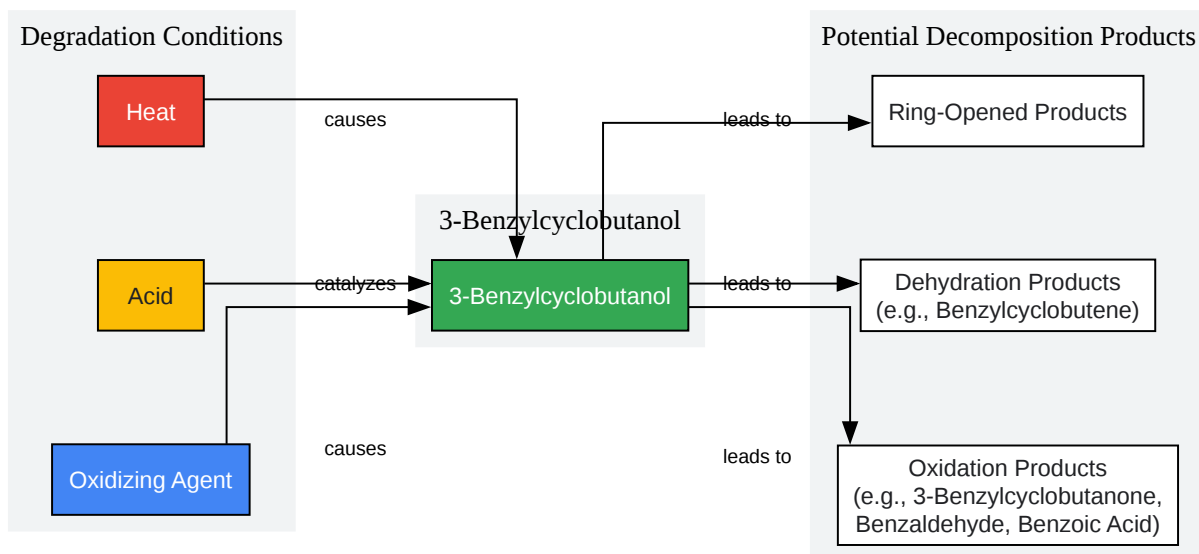 Degradation Conditions
Potential Decomposition Products
Heat
causes
leads to
Ring-Opened Products
3-Benzylcyclobutanol
Acid
catalyzes
3-Benzylcyclobutanol
leads to
Dehydration Products
(e.g., Benzylcyclobutene)
Oxidizing Agent
causes
leads to
Oxidation Products
(e.g., 3-Benzylcyclobutanone,
Benzaldehyde, Benzoic Acid)